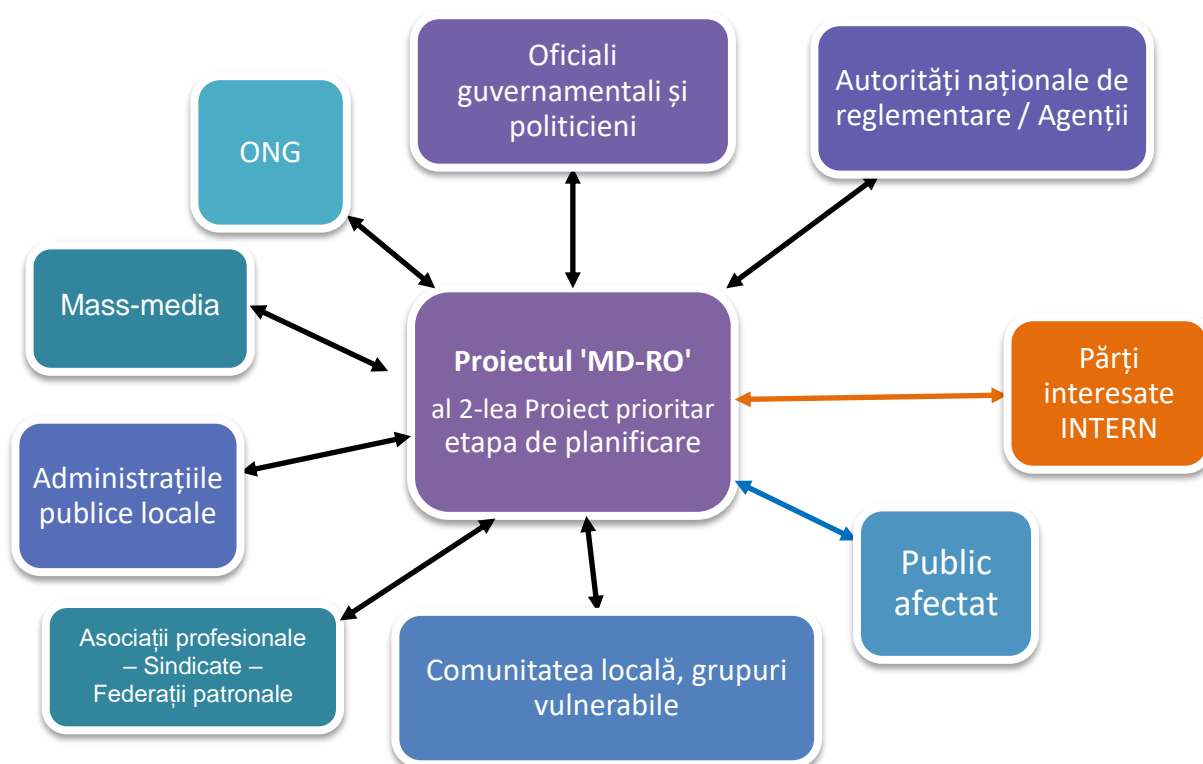 Oficiali
guvernamentali și
politicieni
Autorități naționale de
reglementare / Agenții
ONG
Mass-media
Proiectul 'MD-RO'
al 2-lea Proiect prioritar
etapa de planificare
Părți
interesate
INTERN
Administrațiile
publice locale
Public
afectat
Asociații profesionale
– Sindicate –
Federații patronale
Comunitatea locală, grupuri
vulnerabile